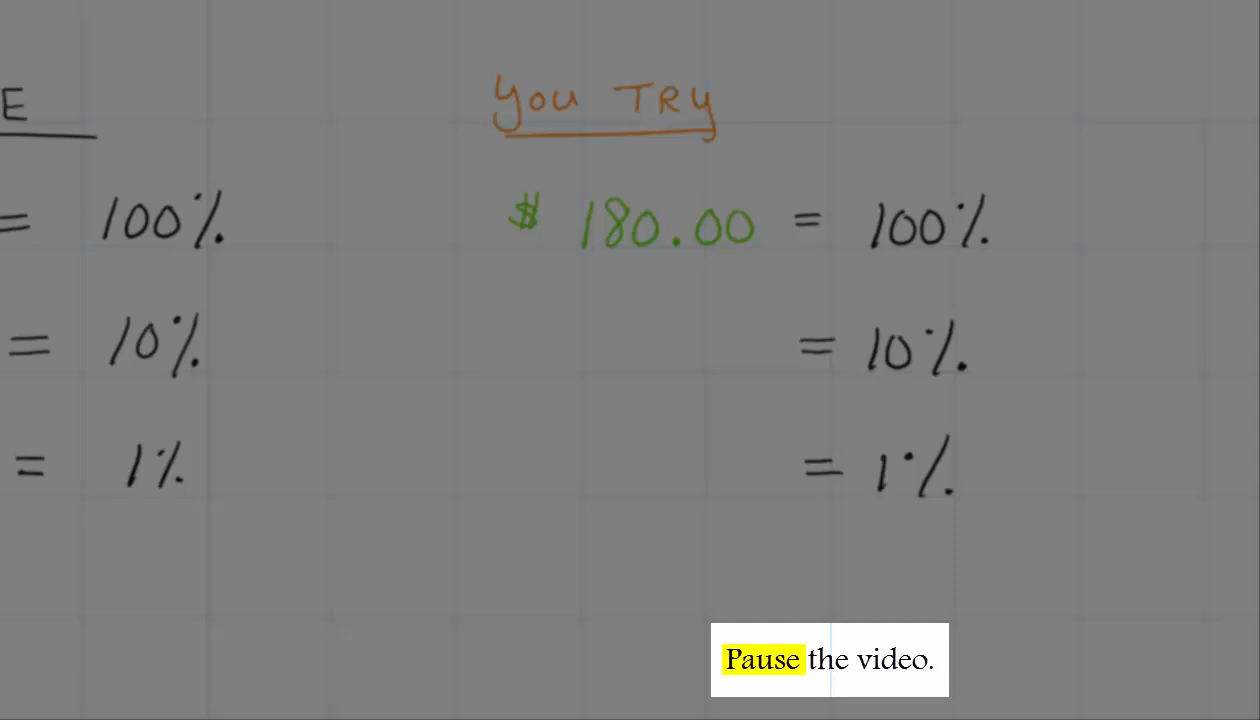 E
YOU TRY
= 100%
$ 180.00 = 100%
= 10%
= 10%
= 1%
= 1%
Pause the video.